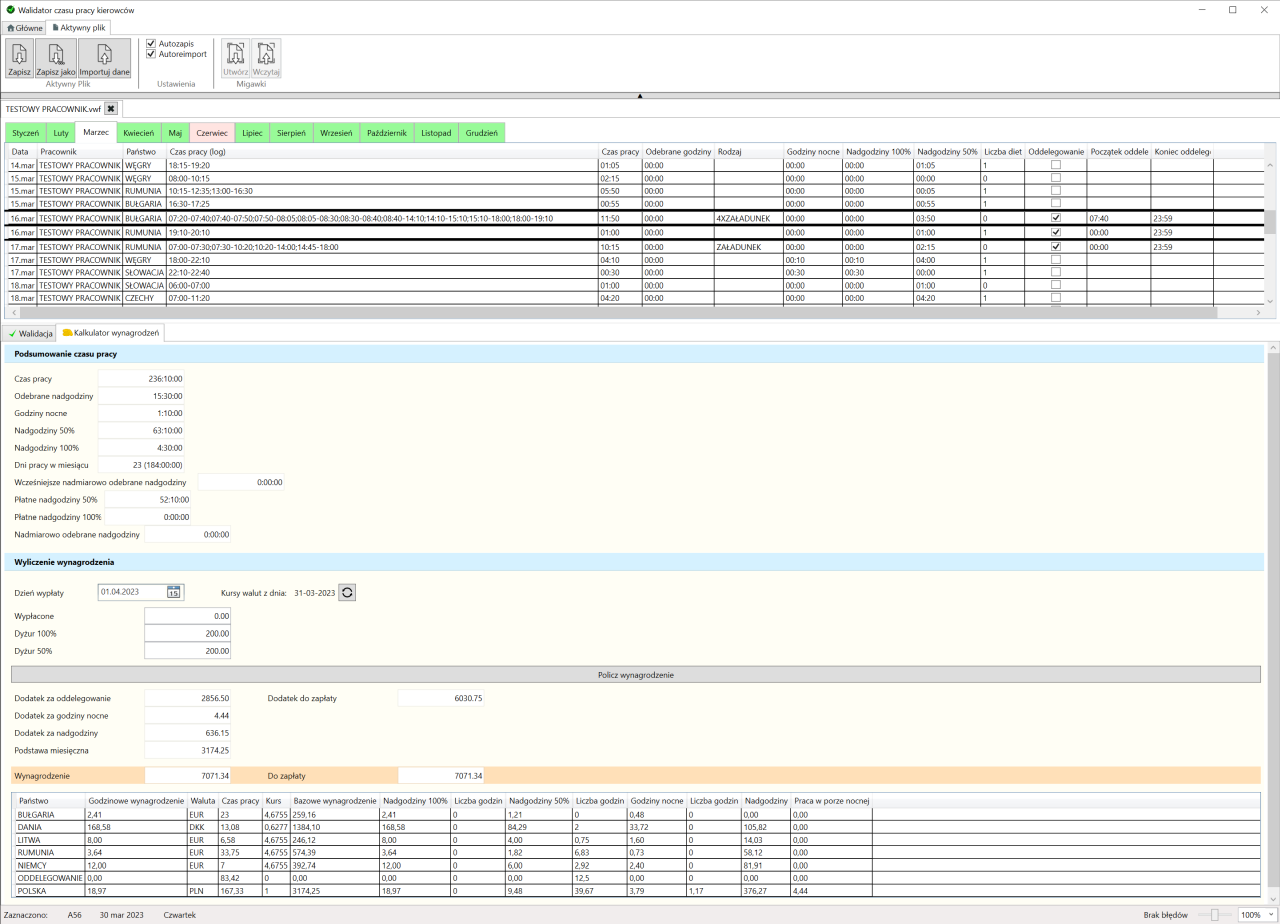 Walidator czasu pracy kierowców
Główne Aktywny plik
Zapisz Zapisz jako Importuj dane Autozapis Autoreimport Utwórz Wczytaj
Aktywny Plik Ustawienia Migawki
TESTOWY PRACOWNIK.vwf
Styczeń Luty Marzec Kwiecień Maj Czerwiec Lipiec Sierpień Wrzesień Październik Listopad Grudzień
Data Pracownik Państwo Czas pracy (log) Czas pracy Odebrane godziny Rodzaj Godziny nocne Nadgodziny 100% Nadgodziny 50% Liczba diet Oddelegowanie Początek oddele Koniec oddeleg
14.mar TESTOWY PRACOWNIK WĘGRY 18:15-19:20 01:05 00:00 00:00 00:00 01:05 1
15.mar TESTOWY PRACOWNIK WĘGRY 08:00-10:15 02:15 00:00 00:00 00:00 00:00 0
15.mar TESTOWY PRACOWNIK RUMUNIA 10:15-12:35;13:00-16:30 05:50 00:00 00:00 00:00 00:05 1
15.mar TESTOWY PRACOWNIK BUŁGARIA 16:30-17:25 00:55 00:00 00:00 00:00 00:55 1
16.mar TESTOWY PRACOWNIK BUŁGARIA 07:20-07:40;07:40-07:50;07:50-08:05;08:05-08:30;08:30-08:40;08:40-14:10;14:10-15:10;15:10-18:00;18:00-19:10 11:50 00:00 4XZAŁADUNEK 00:00 00:00 03:50 0 07:40 23:59
16.mar TESTOWY PRACOWNIK RUMUNIA 19:10-20:10 01:00 00:00 00:00 00:00 01:00 1 00:00 23:59
17.mar TESTOWY PRACOWNIK RUMUNIA 07:00-07:30;07:30-10:20;10:20-14:00;14:45-18:00 10:15 00:00 ZAŁADUNEK 00:00 00:00 02:15 0 00:00 23:59
17.mar TESTOWY PRACOWNIK WĘGRY 18:00-22:10 04:10 00:00 00:10 00:10 04:00 1
17.mar TESTOWY PRACOWNIK SŁOWACJA 22:10-22:40 00:30 00:00 00:30 00:30 00:00 1
18.mar TESTOWY PRACOWNIK SŁOWACJA 06:00-07:00 01:00 00:00 00:00 00:00 01:00 0
18.mar TESTOWY PRACOWNIK CZECHY 07:00-11:20 04:20 00:00 00:00 00:00 04:20 1
Walidacja Kalkulator wynagrodzeń
Podsumowanie czasu pracy
Czas pracy 236:10:00
Odebrane nadgodziny 15:30:00
Godziny nocne 1:10:00
Nadgodziny 50% 63:10:00
Nadgodziny 100% 4:30:00
Dni pracy w miesiącu 23 (184:00:00)
Wcześniejsze nadmiarowo odebrane nadgodziny 0:00:00
Płatne nadgodziny 50% 52:10:00
Płatne nadgodziny 100% 0:00:00
Nadmiarowo odebrane nadgodziny 0:00:00
Wyliczenie wynagrodzenia
Dzień wypłaty 01.04.2023 15 Kursy walut z dnia: 31-03-2023
Wypłacone 0.00
Dyżur 100% 200.00
Dyżur 50% 200.00
Policz wynagrodzenie
Dodatek za oddelegowanie 2856.50 Dodatek do zapłaty 6030.75
Dodatek za godziny nocne 4.44
Dodatek za nadgodziny 636.15
Podstawa miesięczna 3174.25
Wynagrodzenie 7071.34 Do zapłaty 7071.34
Państwo Godzinowe wynagrodzenie Waluta Czas pracy Kurs Bazowe wynagrodzenie Nadgodziny 100% Liczba godzin Nadgodziny 50% Liczba godzin Godziny nocne Liczba godzin Nadgodziny Praca w porze nocnej
BUŁGARIA 2,41 EUR 23 4,6755 259,16 2,41 0 1,21 0 0,48 0 0,00 0,00
DANIA 168,58 DKK 13,08 0,6277 1384,10 168,58 0 84,29 2 33,72 0 105,82 0,00
LITWA 8,00 EUR 6,58 4,6755 246,12 8,00 0 4,00 0,75 1,60 0 14,03 0,00
RUMUNIA 3,64 EUR 33,75 4,6755 574,39 3,64 0 1,82 6,83 0,73 0 58,12 0,00
NIEMCY 12,00 EUR 7 4,6755 392,74 12,00 0 6,00 2,92 2,40 0 81,91 0,00
ODDELEGOWANIE 0,00 83,42 0 0,00 0,00 0 0,00 12,5 0,00 0 0,00 0,00
POLSKA 18,97 PLN 167,33 1 3174,25 18,97 0 9,48 39,67 3,79 1,17 376,27 4,44
Zaznaczono: A56 30 mar 2023 Czwartek Brak błędów 100%